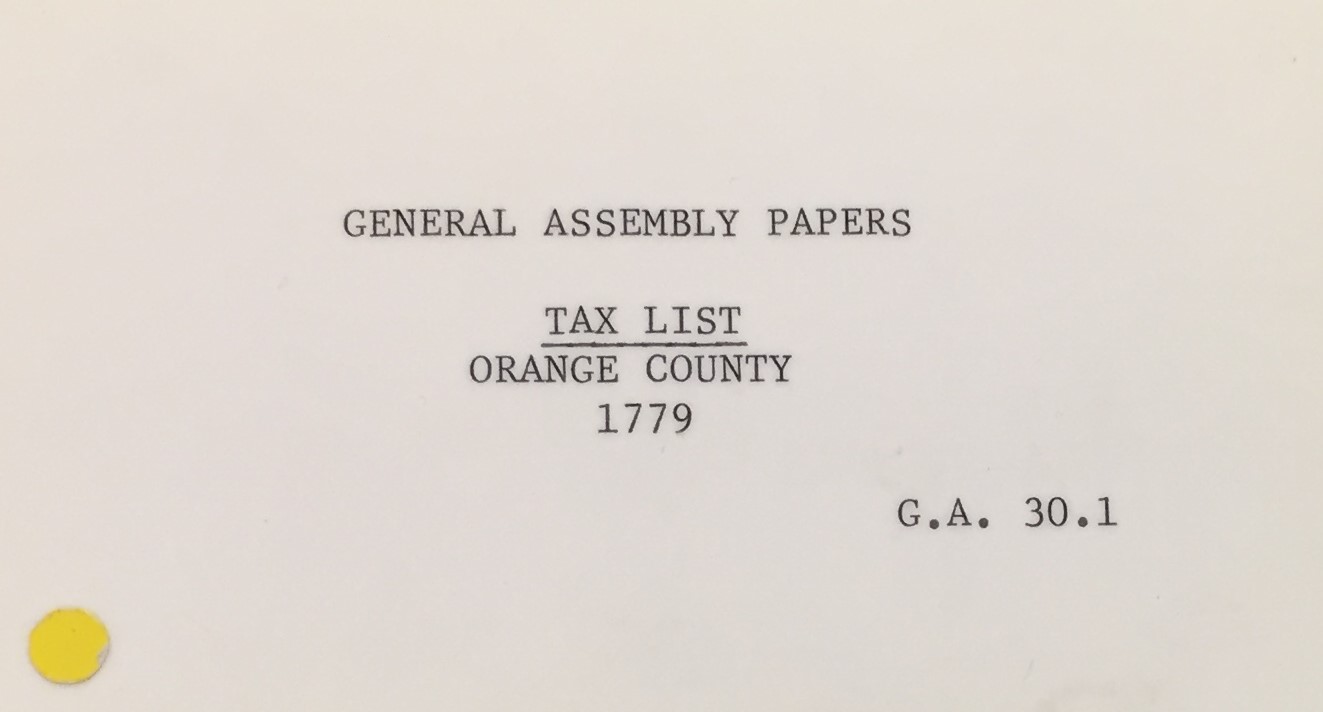 GENERAL ASSEMBLY PAPERS
TAX LIST
ORANGE COUNTY
1779
G.A. 30.1